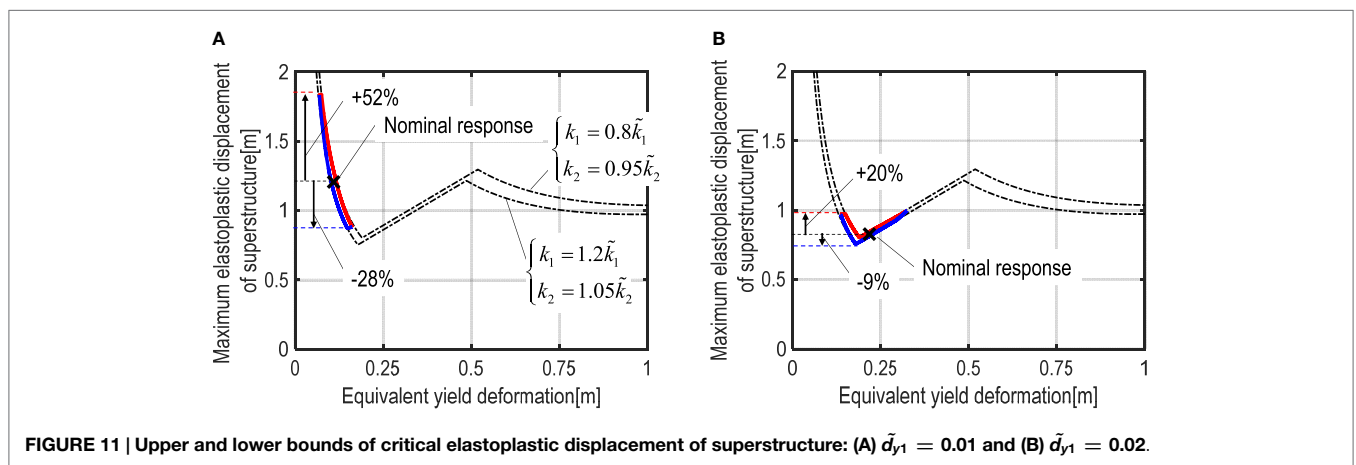 A
Maximum elastoplastic displacement
of superstructure[m]
2
1.5
1
0.5
0
+52%
Nominal response
-28%
{k₁ = 0.8k̃₁
k₂ = 0.95k̃₂
{k₁ = 1.2k̃₁
k₂ = 1.05k̃₂
0 0.25 0.5 0.75 1
Equivalent yield deformation[m]
B
Maximum elastoplastic displacement
of superstructure[m]
2
1.5
1
0.5
0
+20%
-9%
Nominal response
0 0.25 0.5 0.75 1
Equivalent yield deformation[m]
FIGURE 11 | Upper and lower bounds of critical elastoplastic displacement of superstructure: (A) d̃y1 = 0.01 and (B) d̃y1 = 0.02.